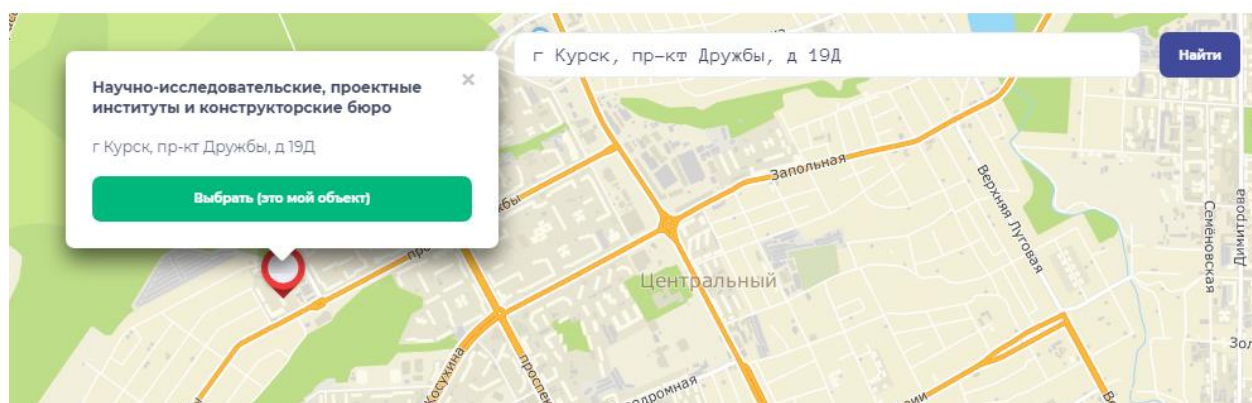 г Курск, пр-кт Дружбы, д 19Д
Найти
Научно-исследовательские, проектные
институты и конструкторские бюро
×
г Курск, пр-кт Дружбы, д 19Д
Выбрать (это мой объект)
Запольная
Верхняя Луговая
Семёновская
Димитрова
Центральный
Косухина